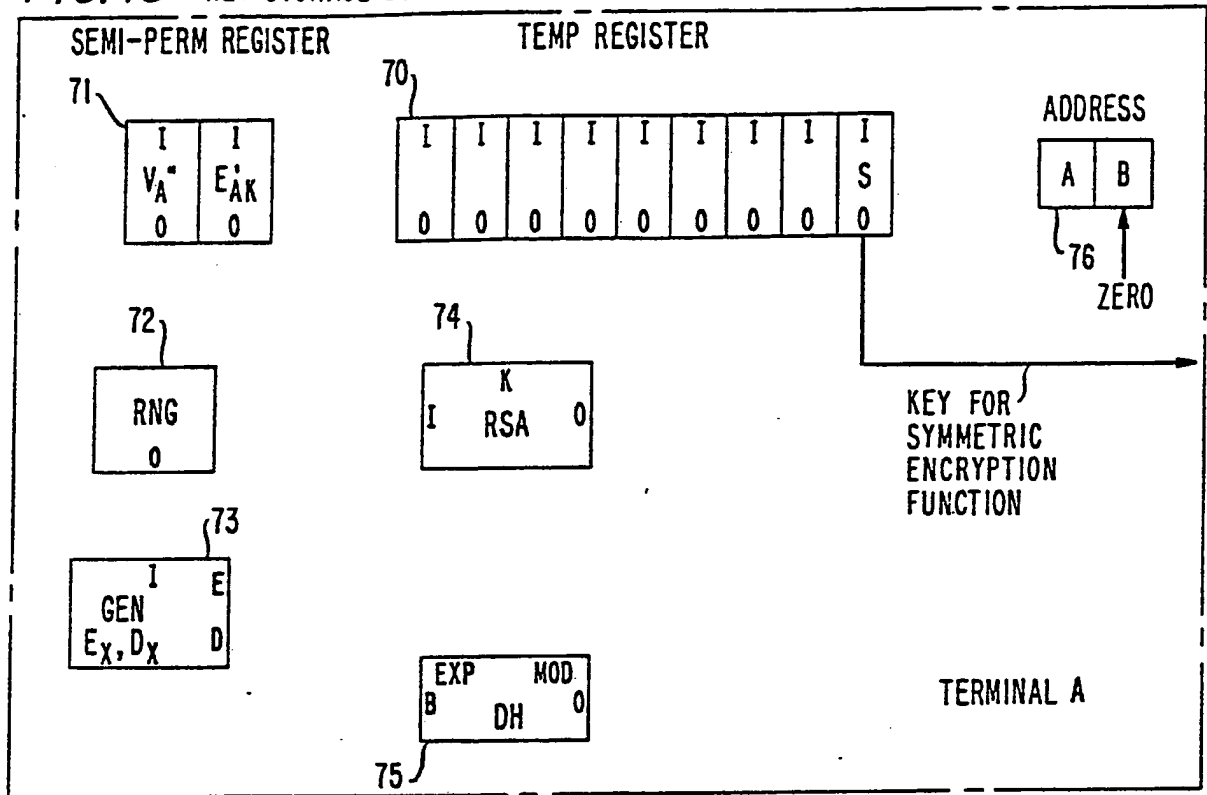 SEMI-PERM REGISTER
TEMP REGISTER
71
70
ADDRESS
I I
V_A" E'_AK
0 0
I I I I I I I I I
S
0 0 0 0 0 0 0 0 0
A B
76
ZERO
72
74
RNG
0
K
I RSA 0
KEY FOR
SYMMETRIC
ENCRYPTION
FUNCTION
73
I E
GEN
E_X, D_X D
EXP MOD
B 0
DH
75
TERMINAL A